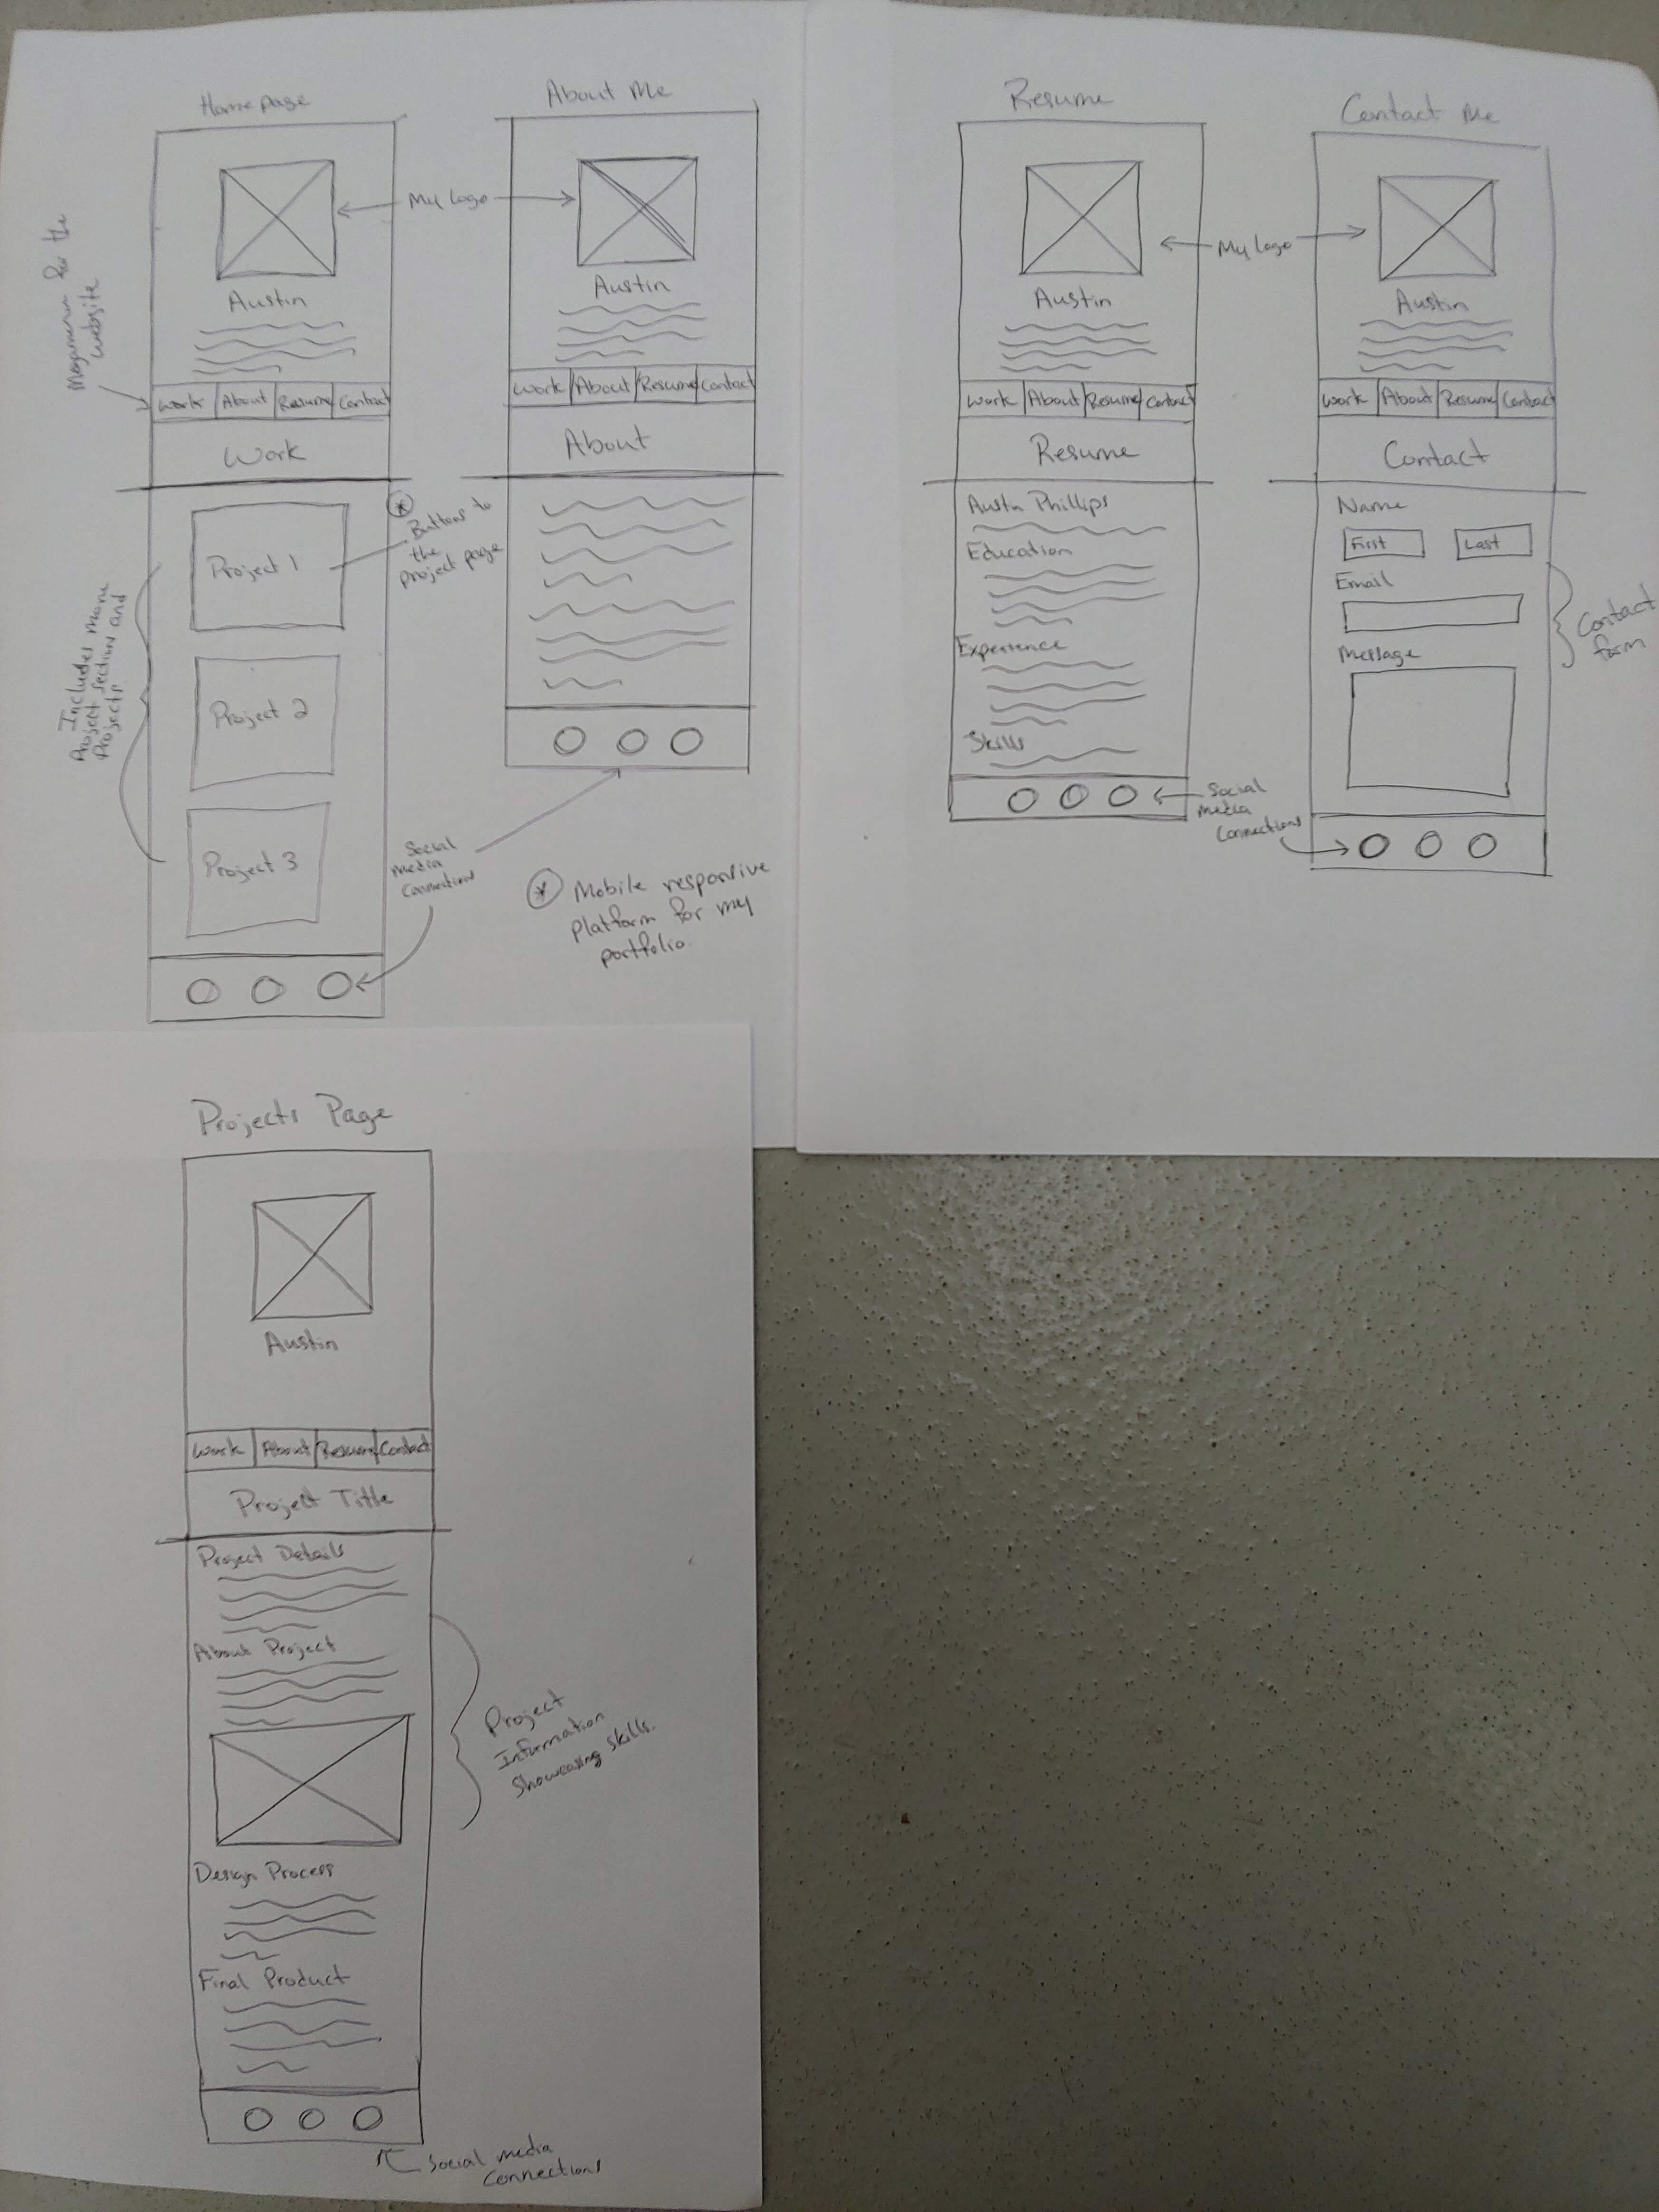 Homepage
My Logo
Austin
Megamenu for the
website
Work
About
Resume
Contact
Work
Project 1
Project 2
Project 3
Buttons to
the
project page
Includes more
Project section and
Projects
Social
media
Connections
About Me
Austin
Work
About
Resume
Contact
About
Mobile responsive
platform for my
portfolio.
Resume
My Logo
Austin
Work
About
Resume
Contact
Resume
Austin Phillips
Education
Experience
Skills
Social
media
Connections
Contact Me
Austin
Work
About
Resume
Contact
Contact
Name
First
Last
Email
Message
Contact
form
Projects Page
Austin
Work
About
Resume
Contact
Project Title
Project Details
About Project
Project
Information
Showcasing Skills.
Design Process
Final Product
Social media
Connections